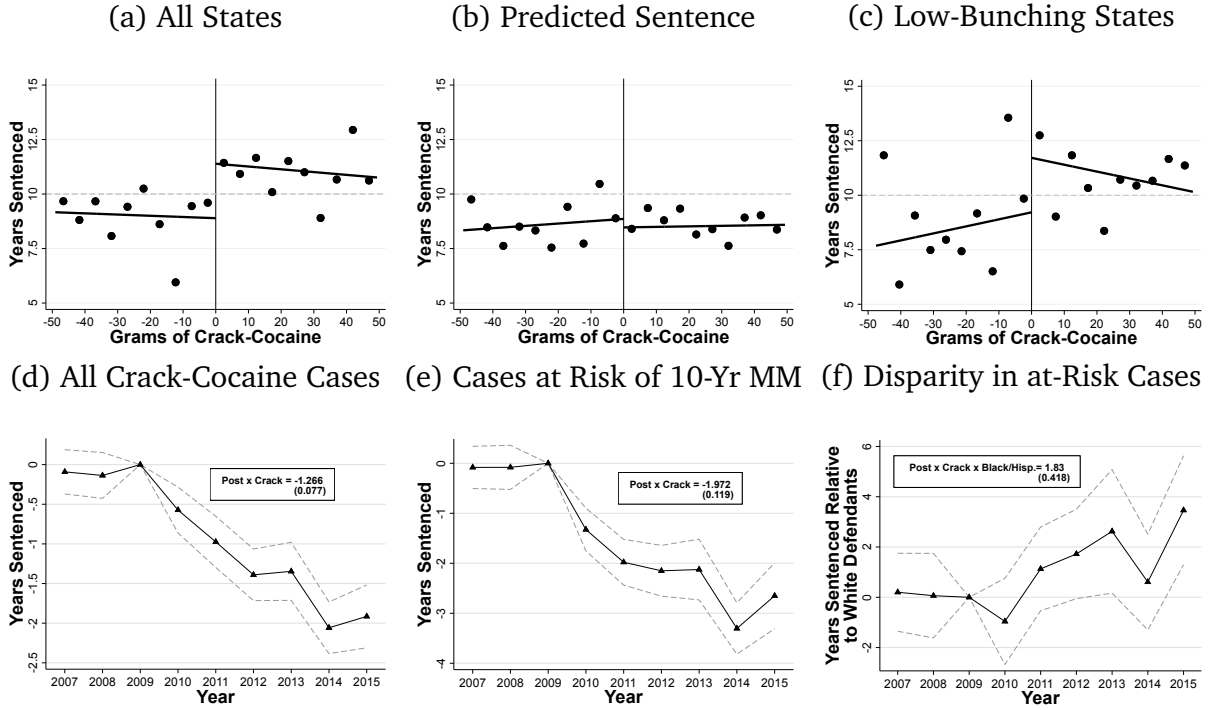 (a) All States
(b) Predicted Sentence
(c) Low-Bunching States
Years Sentenced
15
12.5
10
7.5
5
-50 -40 -30 -20 -10 0 10 20 30 40 50
Grams of Crack-Cocaine
Years Sentenced
15
12.5
10
7.5
5
-50 -40 -30 -20 -10 0 10 20 30 40 50
Grams of Crack-Cocaine
Years Sentenced
15
12.5
10
7.5
5
-50 -40 -30 -20 -10 0 10 20 30 40 50
Grams of Crack-Cocaine
(d) All Crack-Cocaine Cases
(e) Cases at Risk of 10-Yr MM
(f) Disparity in at-Risk Cases
Years Sentenced
0
-.5
-1
-1.5
-2
-2.5
Post x Crack = -1.266
(0.077)
2007 2008 2009 2010 2011 2012 2013 2014 2015
Year
Years Sentenced
0
-1
-2
-3
-4
Post x Crack = -1.972
(0.119)
2007 2008 2009 2010 2011 2012 2013 2014 2015
Year
Years Sentenced Relative
to White Defendants
6
4
2
0
-2
Post x Crack x Black/Hisp.= 1.83
(0.418)
2007 2008 2009 2010 2011 2012 2013 2014 2015
Year